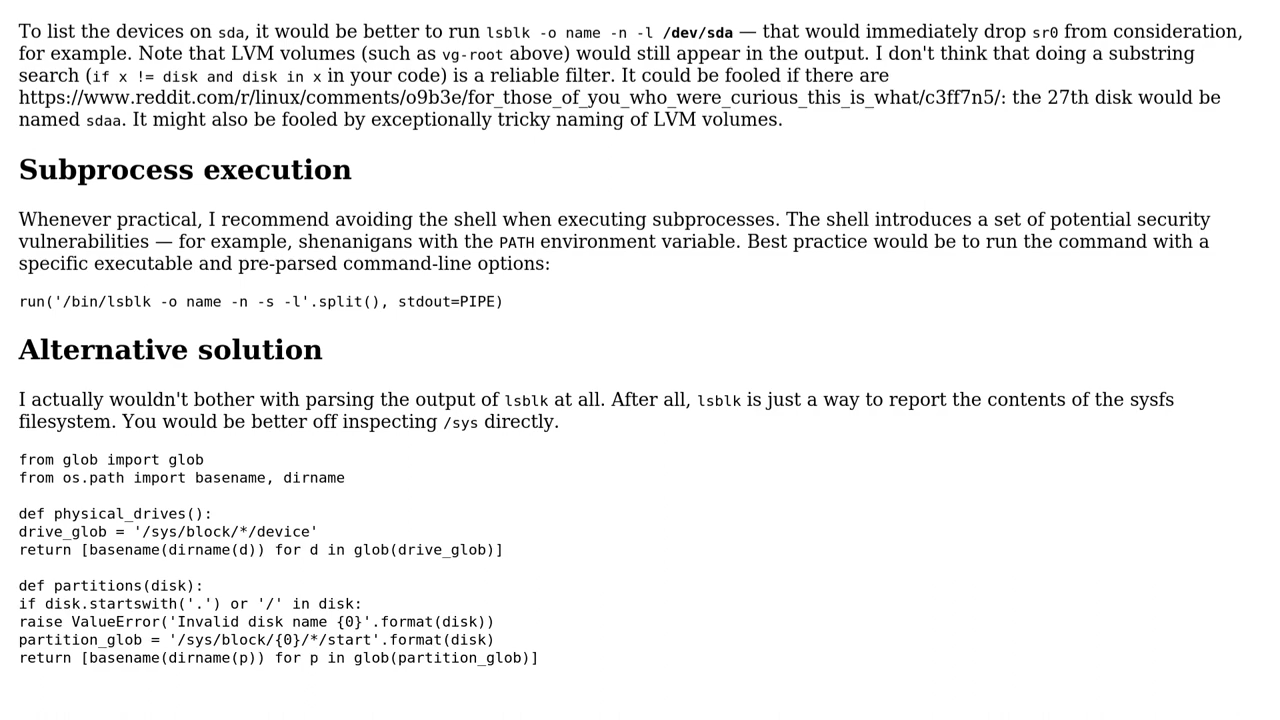 To list the devices on sda, it would be better to run lsblk -o name -n -l /dev/sda — that would immediately drop sr0 from consideration,
for example. Note that LVM volumes (such as vg-root above) would still appear in the output. I don't think that doing a substring
search (if x != disk and disk in x in your code) is a reliable filter. It could be fooled if there are
https://www.reddit.com/r/linux/comments/o9b3e/for_those_of_you_who_were_curious_this_is_what/c3ff7n5/: the 27th disk would be
named sdaa. It might also be fooled by exceptionally tricky naming of LVM volumes.
Subprocess execution
Whenever practical, I recommend avoiding the shell when executing subprocesses. The shell introduces a set of potential security
vulnerabilities — for example, shenanigans with the PATH environment variable. Best practice would be to run the command with a
specific executable and pre-parsed command-line options:
run('/bin/lsblk -o name -n -s -l'.split(), stdout=PIPE)
Alternative solution
I actually wouldn't bother with parsing the output of lsblk at all. After all, lsblk is just a way to report the contents of the sysfs
filesystem. You would be better off inspecting /sys directly.
from glob import glob
from os.path import basename, dirname
def physical_drives():
drive_glob = '/sys/block/*/device'
return [basename(dirname(d)) for d in glob(drive_glob)]
def partitions(disk):
if disk.startswith('.') or '/' in disk:
raise ValueError('Invalid disk name {0}'.format(disk))
partition_glob = '/sys/block/{0}/*/start'.format(disk)
return [basename(dirname(p)) for p in glob(partition_glob)]